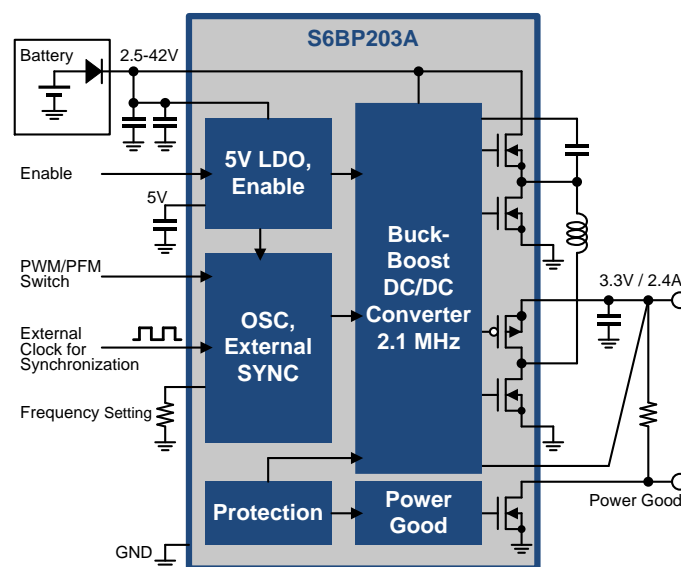 S6BP203A
Battery
2.5-42V
5V LDO,
Enable
Enable
5V
PWM/PFM
Switch
Buck-
Boost
DC/DC
Converter
2.1 MHz
3.3V / 2.4A
OSC,
External
SYNC
External
Clock for
Synchronization
Frequency Setting
Protection
Power
Good
Power Good
GND